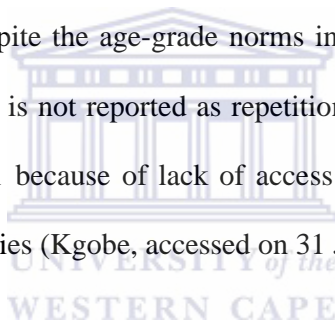 pite the age-grade norms in
is not reported as repetition
because of lack of access
ies (Kgobe, accessed on 31
UNIVERSITY of the
WESTERN CAPE